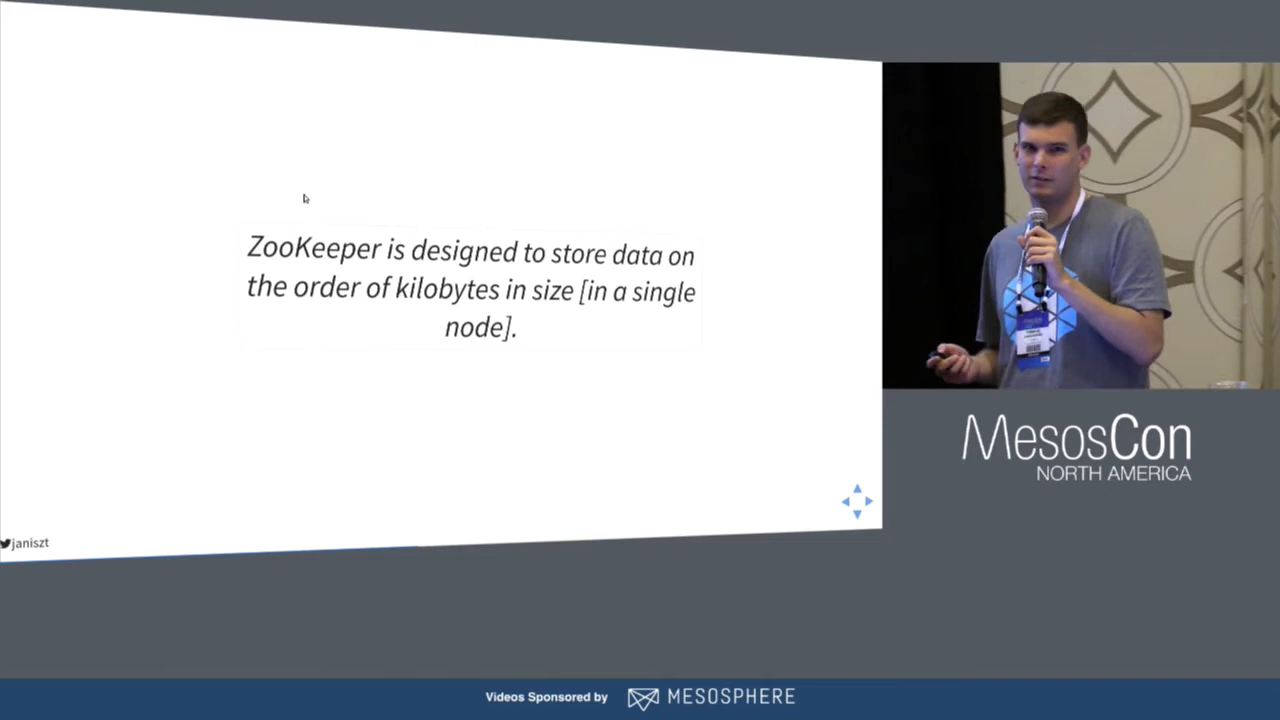 ZooKeeper is designed to store data on
the order of kilobytes in size [in a single
node].
janiszt
MesosCon
NORTH AMERICA
Videos Sponsored by MESOSPHERE